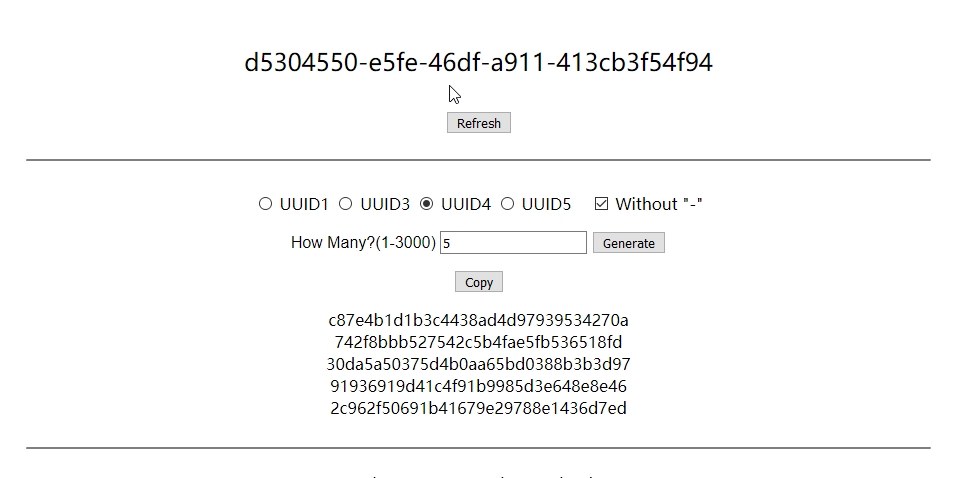 d5304550-e5fe-46df-a911-413cb3f54f94
Refresh
UUID1 UUID3 UUID4 UUID5 Without "-"
How Many?(1-3000) 5 Generate
Copy
c87e4b1d1b3c4438ad4d97939534270a
742f8bbb527542c5b4fae5fb536518fd
30da5a50375d4b0aa65bd0388b3b3d97
91936919d41c4f91b9985d3e648e8e46
2c962f50691b41679e29788e1436d7ed